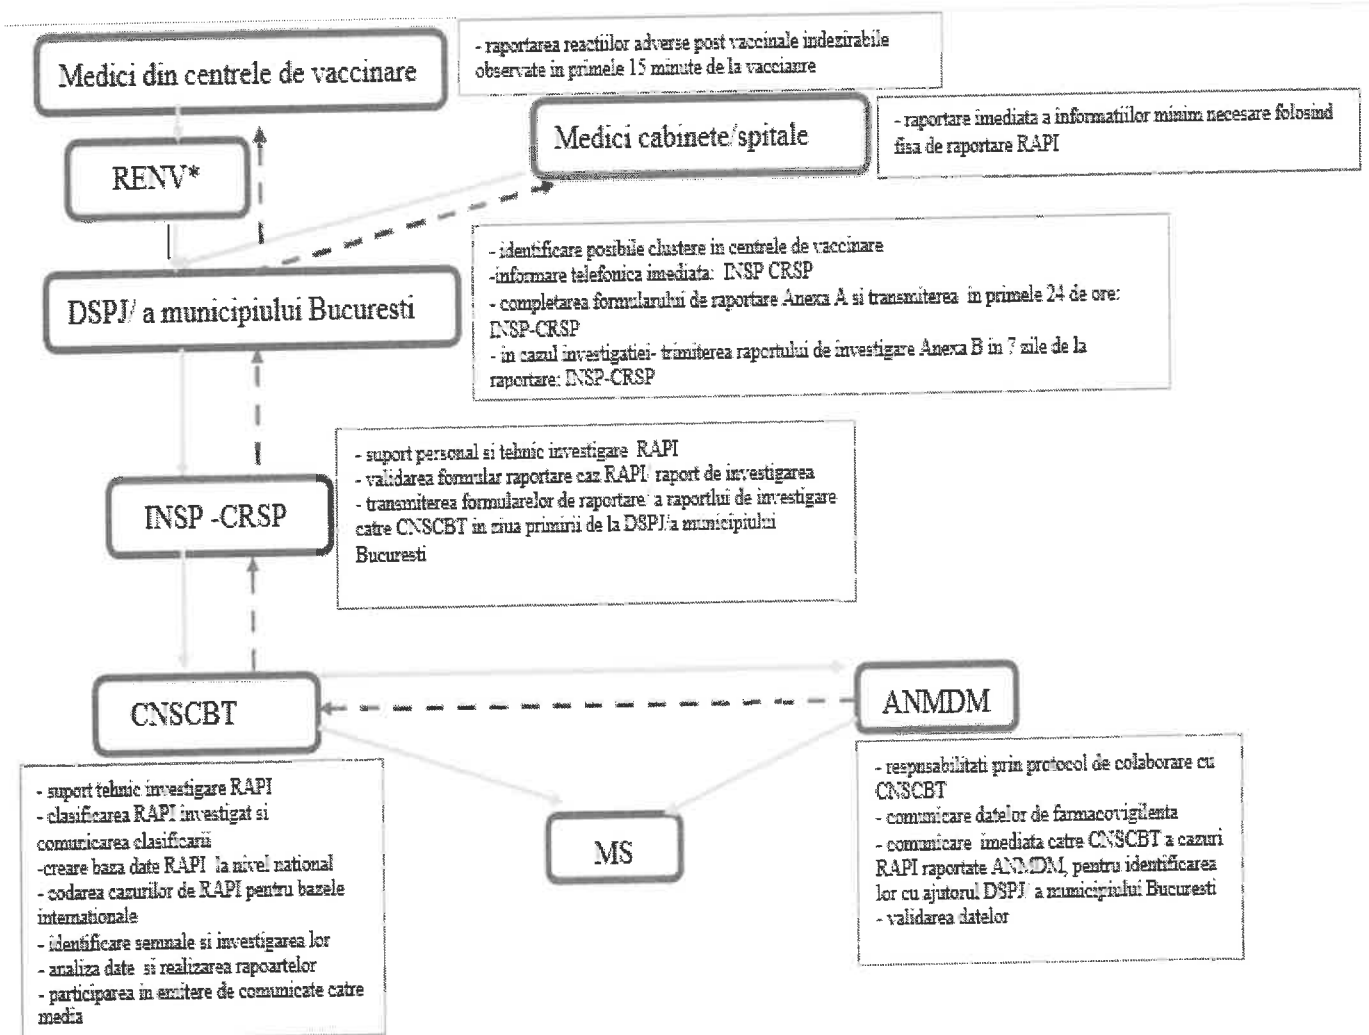 Medici din centrele de vaccinare
- raportarea reactiilor adverse post vaccinale indezirabile
observate in primele 15 minute de la vacciante
Medici cabinete/spitale
- raportare imediata a informatiilor minim necesare folosind
fisa de raportare RAPI
RENV*
DSPJ/ a municipiului Bucuresti
- identificare posibile clustere in centrele de vaccinare
-informare telefonica imediata: INSP CRSP
- completarea formularului de raportare Anexa A si transmiterea in primele 24 de ore:
INSP-CRSP
- in cazul investigatiei- trimiterea raportului de investigare Anexa B in 7 zile de la
raportare: INSP-CRSP
INSP -CRSP
- suport personal si tehnic investigare RAPI
- validarea formular raportare caz RAPI/ raport de investigarea
- transmiterea formularelor de raportare/ a raportlui de investigare
catre CNSCBT in ziua primirii de la DSPJ/a municipiului
Bucuresti
CNSCBT
- suport tehnic investigare RAPI
- clasificarea RAPI investigat si
comunicarea clasificarii
-creare baza date RAPI la nivel national
- codarea cazurilor de RAPI pentru bazele
internationale
- identificare semnale si investigarea lor
- analiza date si realizarea rapoartelor
- participarea in emitere de comunicate catre
media
ANMDM
- respnsabilitati prin protocol de colaborare cu
CNSCBT
- comunicare datelor de farmacovigilenta
- comunicare imediata catre CNSCBT a cazuri
RAPI raportate ANMDM, pentru identificarea
lor cu ajutorul DSPJ/ a municipiului Bucuresti
- validarea datelor
MS